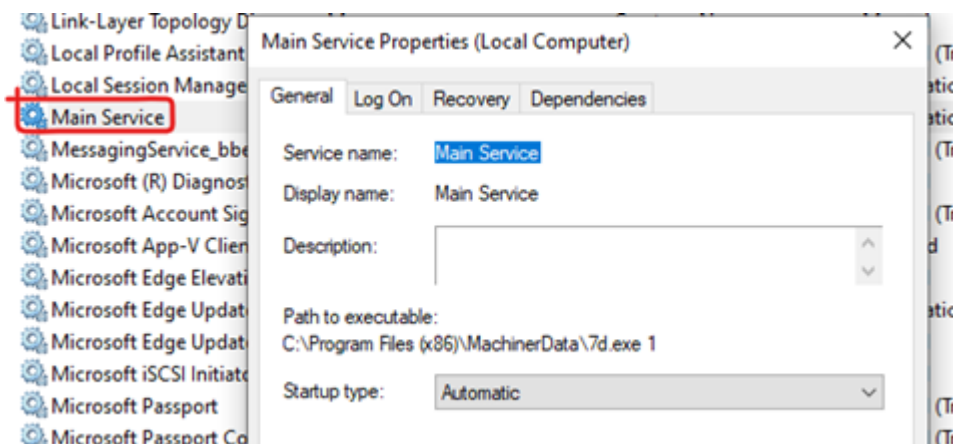 Link-Layer Topology D
Local Profile Assistant
Local Session Manage
Main Service
MessagingService_bbe
Microsoft (R) Diagnost
Microsoft Account Sig
Microsoft App-V Clien
Microsoft Edge Elevati
Microsoft Edge Updat
Microsoft Edge Updat
Microsoft iSCSI Initiato
Microsoft Passport
Microsoft Passport Co
Main Service Properties (Local Computer)
General Log On Recovery Dependencies
Service name: Main Service
Display name: Main Service
Description:
Path to executable:
C:\Program Files (x86)\MachinerData\7d.exe 1
Startup type: Automatic